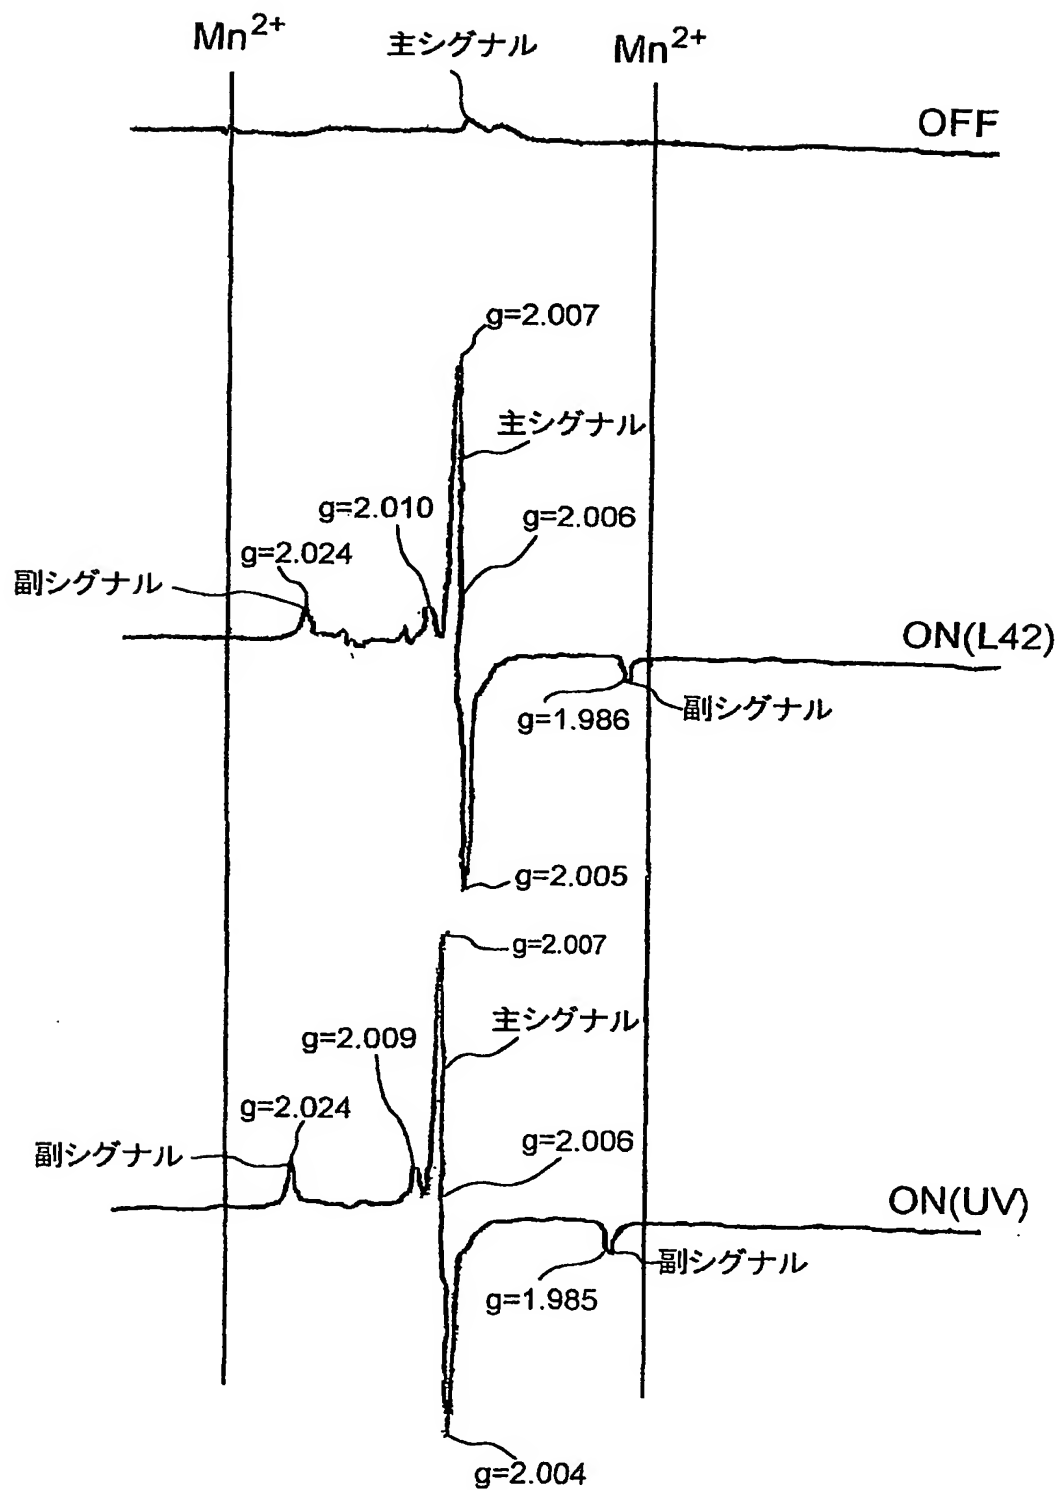 Mn2+
主シグナル
Mn2+
OFF
g=2.007
主シグナル
g=2.010
g=2.006
g=2.024
副シグナル
ON(L42)
g=1.986
副シグナル
g=2.005
g=2.007
主シグナル
g=2.009
g=2.024
g=2.006
副シグナル
ON(UV)
副シグナル
g=1.985
g=2.004